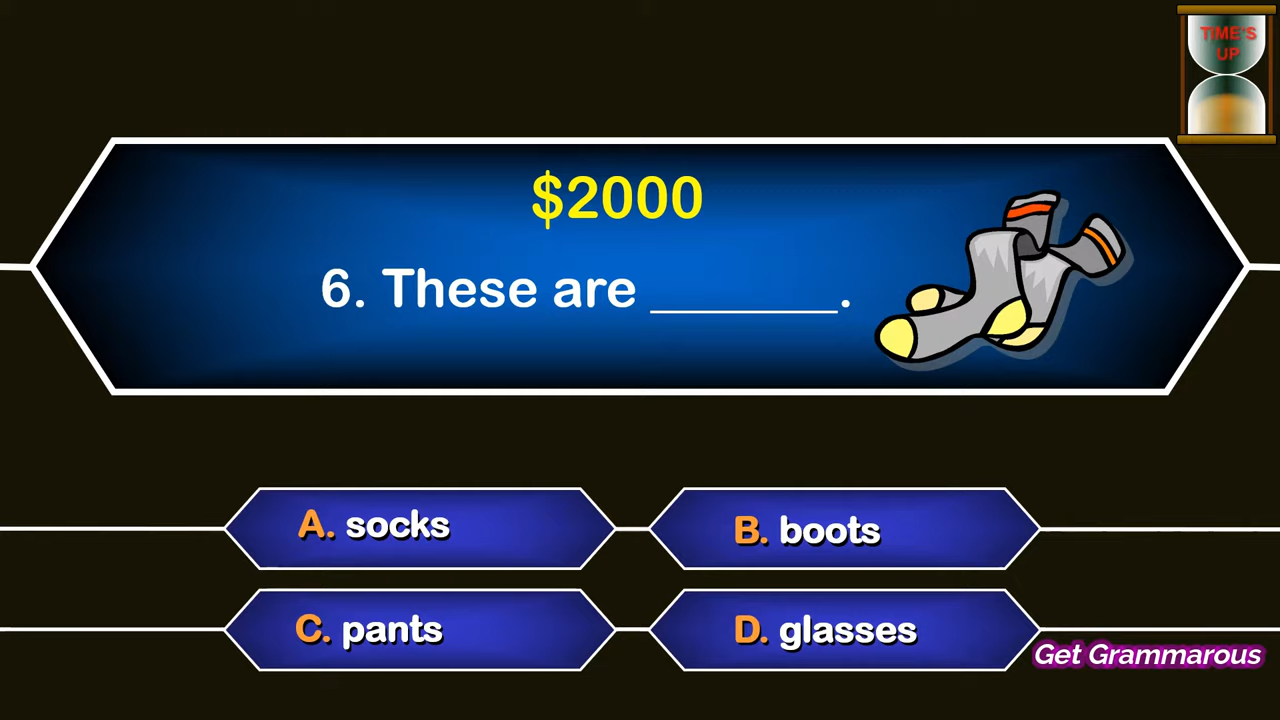 TIME'S
UP
$2000
6. These are ________.
A. socks
B. boots
C. pants
D. glasses
Get Grammarous